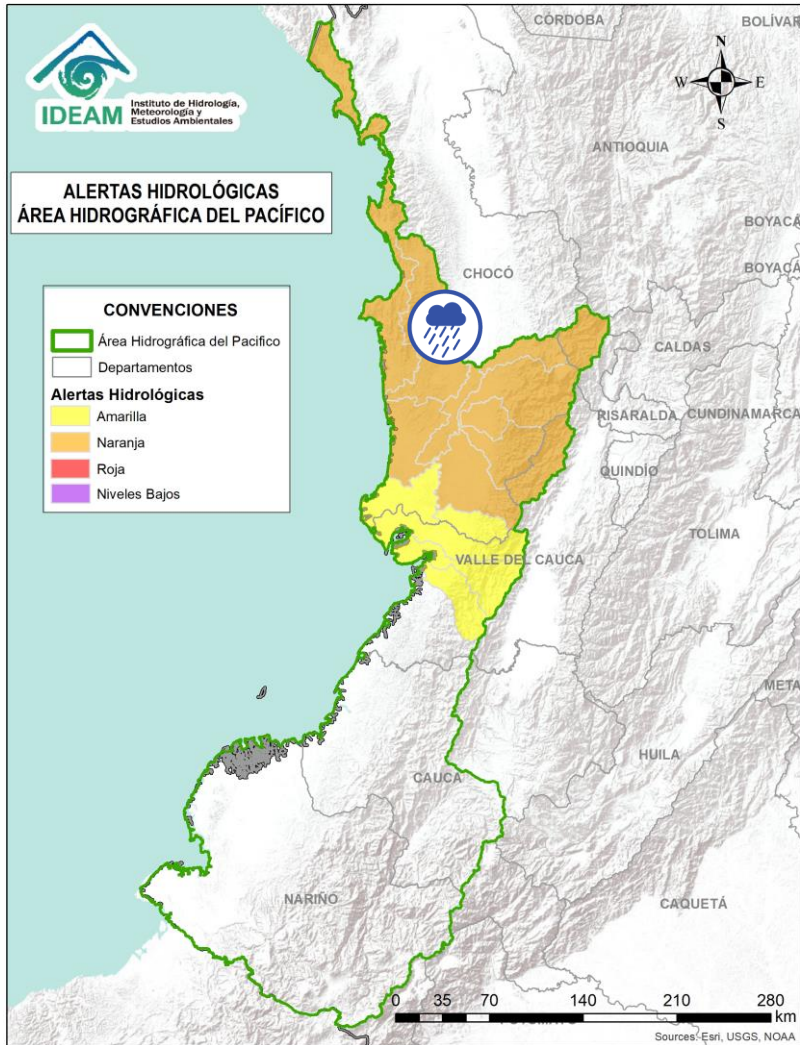 IDEAM
Instituto de Hidrología,
Meteorología y
Estudios Ambientales
ALERTAS HIDROLÓGICAS
ÁREA HIDROGRÁFICA DEL PACÍFICO
CONVENCIONES
Área Hidrográfica del Pacifico
Departamentos
Alertas Hidrológicas
Amarilla
Naranja
Roja
Niveles Bajos
CÓRDOBA
BOLÍVAR
N
W E
S
ANTIOQUIA
BOYACÁ
CHOCÓ
BOYACÁ
CALDAS
RISARALDA
CUNDINAMARCA
QUINDÍO
TOLIMA
VALLE DEL CAUCA
META
HUILA
CAUCA
NARIÑO
CAQUETÁ
0 35 70 140 210 280
km
Sources: Esri, USGS, NOAA